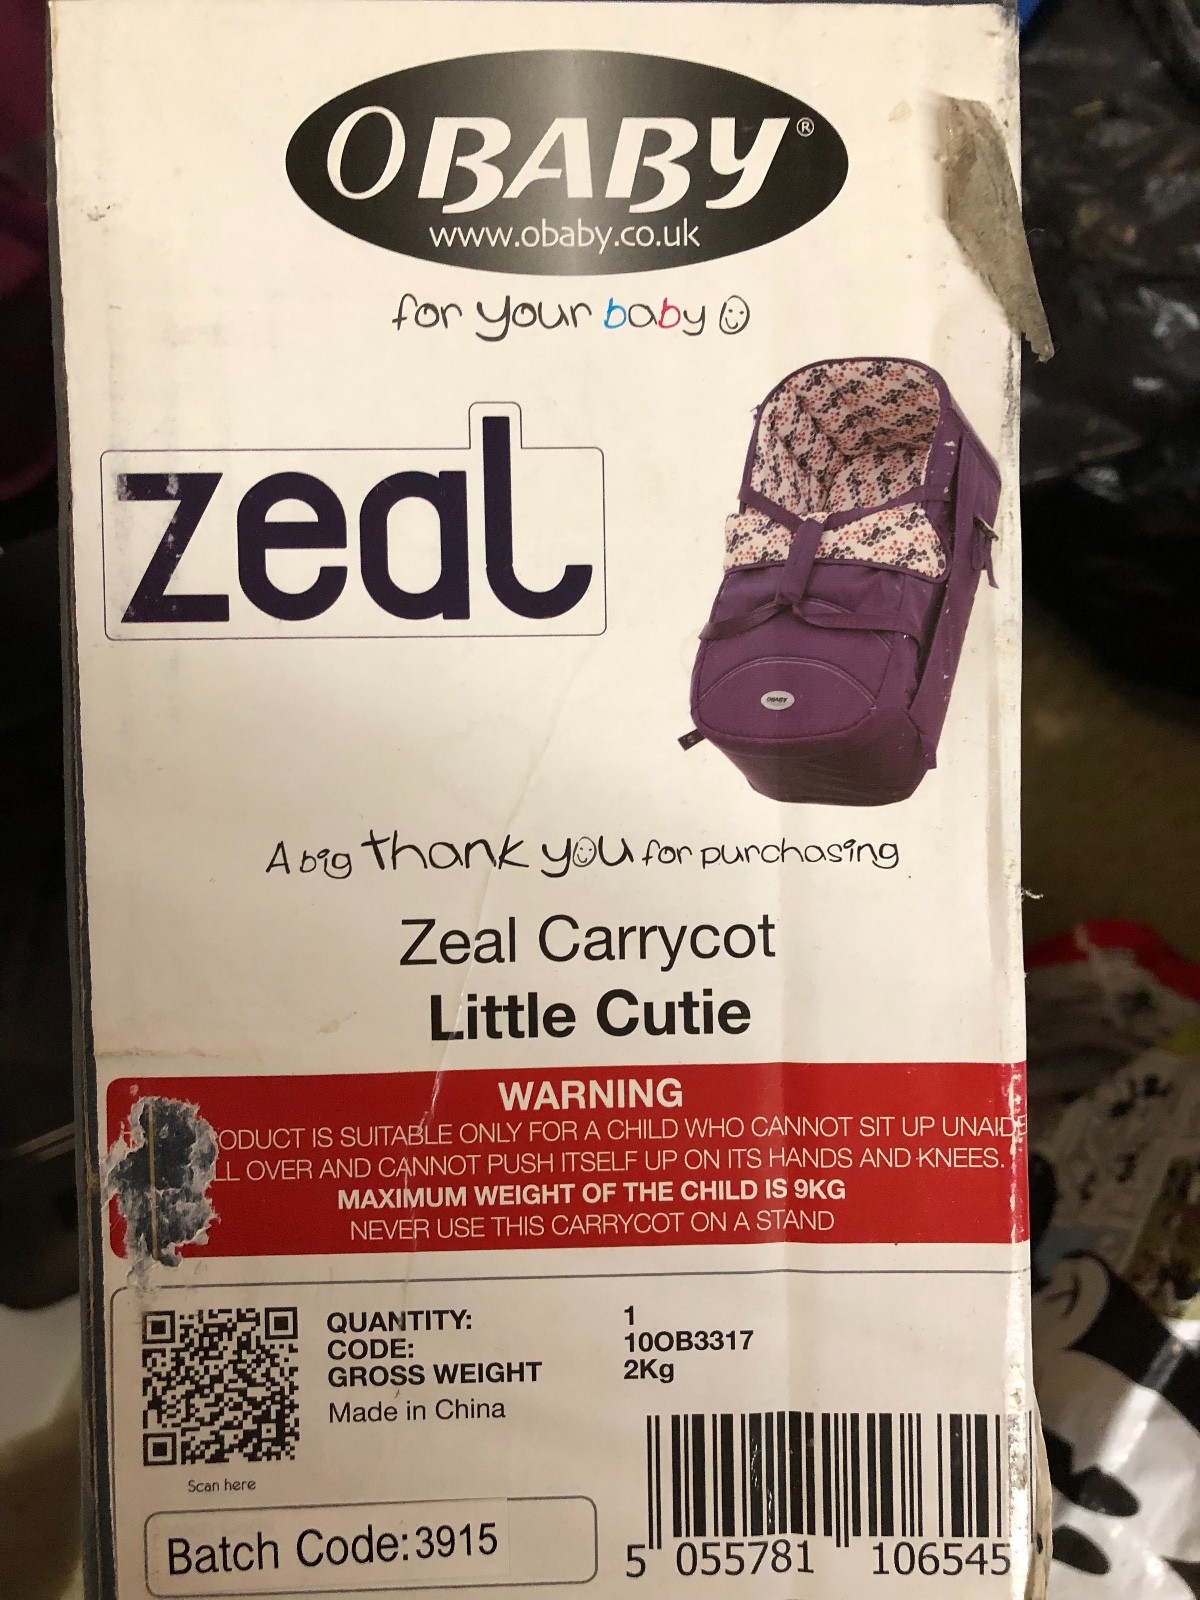 OBABY®
www.obaby.co.uk
for your baby
zeal
OBABY
A big thank you for purchasing
Zeal Carrycot
Little Cutie
WARNING
IS SUITABLE ONLY FOR A CHILD WHO CANNOT SIT UP
OVER AND CANNOT PUSH ITSELF UP ON ITS HANDS AND KNEES.
MAXIMUM WEIGHT OF THE CHILD IS 9KG
NEVER USE THIS CARRYCOT ON A STAND
QUANTITY: 1
CODE: 10OB3317
GROSS WEIGHT 2Kg
Made in China
Scan here
Batch Code:3915
5 055781 106545